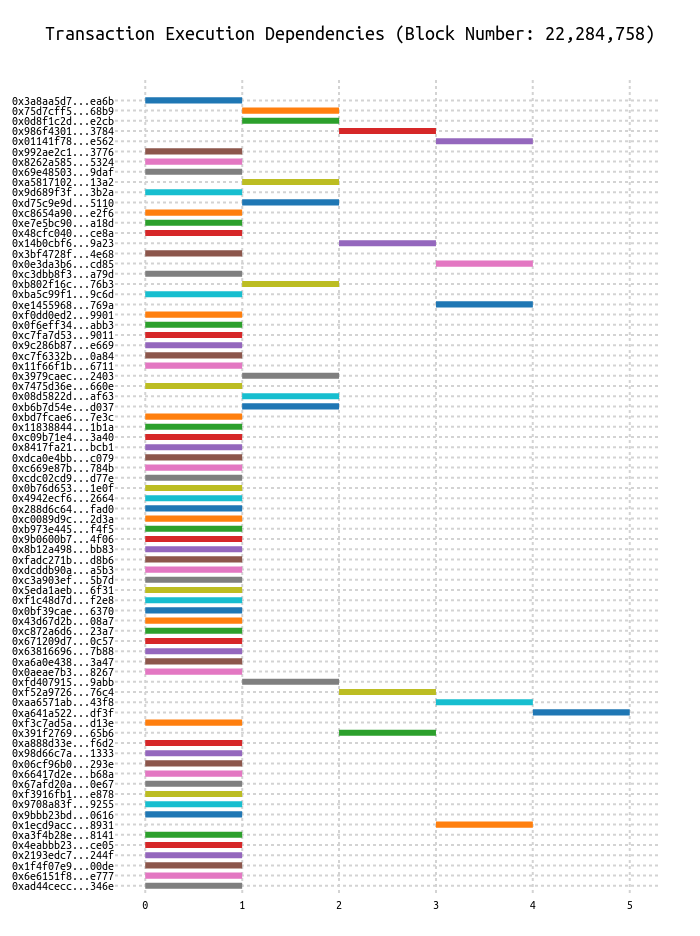 Transaction Execution Dependencies (Block Number: 22,284,758)
0x3a8aa5d7...ea6b
0x75d7cff5...68b9
0x0d8f1c2d...e2cb
0x986f4301...3784
0x01141f78...e562
0x992ae2c1...3776
0x8262a585...5324
0x69e48503...9daf
0xa5817102...13a2
0x9d689f3f...3b2a
0xd75c9e9d...5110
0xc8654a90...e2f6
0xe7e5bc90...a18d
0x48cfc040...ce8a
0x14b0cbf6...9a23
0x3bf4728f...4e68
0x0e3da3b6...cd85
0xc3dbb8f3...a79d
0xb802f16c...76b3
0xba5c99f1...9c6d
0xe1455968...769a
0xf0dd0ed2...9901
0x0f6eff34...abb3
0xc7fa7d53...9011
0x9c286b87...e669
0xc7f6332b...0a84
0x11f66f1b...6711
0x3979caec...2403
0x7475d36e...660e
0x08d5822d...af63
0xb6b7d54e...d037
0xbd7fcae6...7e3c
0x11838844...1b1a
0xc09b71e4...3a40
0x8417fa21...bcb1
0xdca0e4bb...c079
0xc669e87b...784b
0xcdc02cd9...d77e
0x0b76d653...1e0f
0x4942ecf6...2664
0x288d6c64...fad0
0xc0089d9c...2d3a
0xb973e445...f4f5
0x9b0600b7...4f06
0x8b12a498...bb83
0xfadc271b...d8b6
0xdcddb90a...a5b3
0xc3a903ef...5b7d
0x5eda1aeb...6f31
0xf1c48d7d...f2e8
0x0bf39cae...6370
0x43d67d2b...08a7
0xc872a6d6...23a7
0x671209d7...0c57
0x63816696...7b88
0xa6a0e438...3a47
0x0aeae7b3...8267
0xfd407915...9abb
0xf52a9726...76c4
0xaa6571ab...43f8
0xa641a522...df3f
0xf3c7ad5a...d13e
0x391f2769...65b6
0xa888d33e...f6d2
0x98d66c7a...1333
0x06cf96b0...293e
0x66417d2e...b68a
0x67afd20a...0e67
0xf3916fb1...e878
0x9708a83f...9255
0x9bbb23bd...0616
0x1ecd9acc...8931
0xa3f4b28e...8141
0x4eabbb23...ce05
0x2193edc7...244f
0x1f4f07e9...00de
0x6e6151f8...e777
0xad44cecc...346e
0 1 2 3 4 5